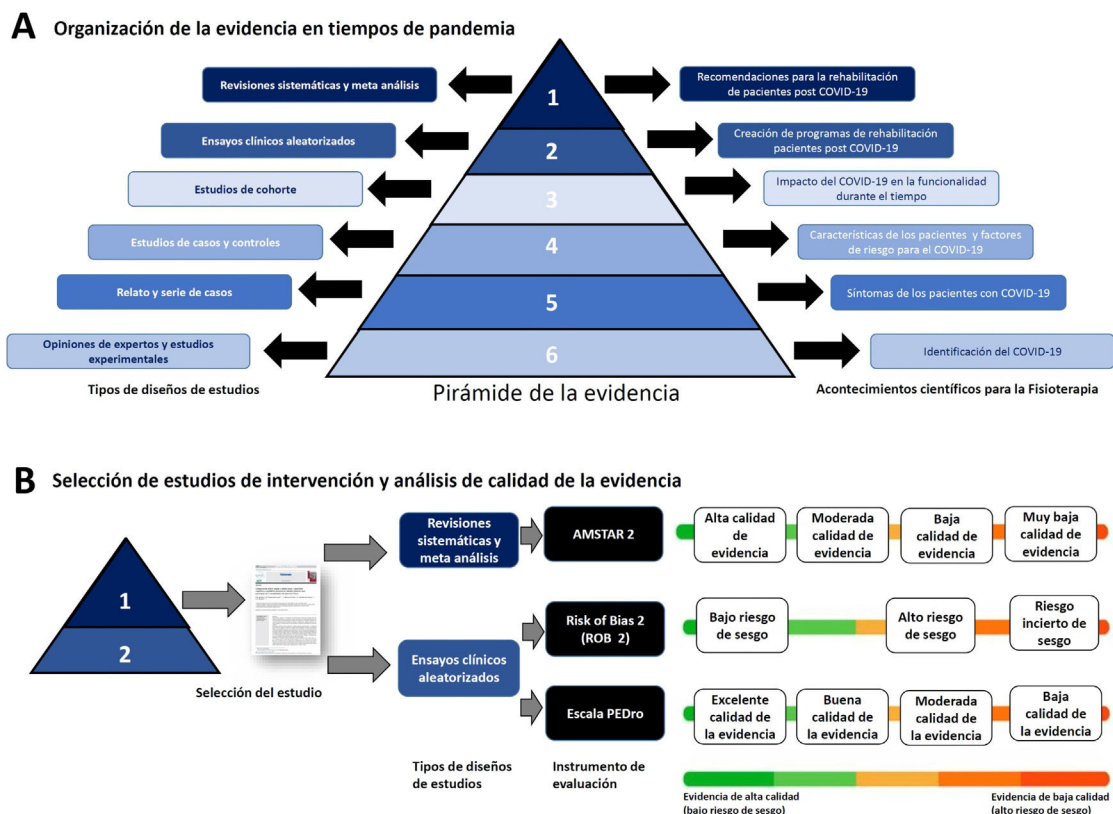 A Organización de la evidencia en tiempos de pandemia
Revisiones sistemáticas y meta análisis
1
Recomendaciones para la rehabilitación
de pacientes post COVID-19
Ensayos clínicos aleatorizados
2
Creación de programas de rehabilitación
pacientes post COVID-19
Estudios de cohorte
3
Impacto del COVID-19 en la funcionalidad
durante el tiempo
Estudios de casos y controles
4
Características de los pacientes y factores
de riesgo para el COVID-19
Relato y serie de casos
5
Síntomas de los pacientes con COVID-19
Opiniones de expertos y estudios
experimentales
6
Identificación del COVID-19
Tipos de diseños de estudios
Pirámide de la evidencia
Acontecimientos científicos para la Fisioterapia
B Selección de estudios de intervención y análisis de calidad de la evidencia
1
2
Selección del estudio
Revisiones
sistemáticas y
meta análisis
AMSTAR 2
Alta calidad
de
evidencia
Moderada
calidad de
evidencia
Baja
calidad de
evidencia
Muy baja
calidad de
evidencia
Ensayos clínicos
aleatorizados
Risk of Bias 2
(ROB 2)
Bajo riesgo
de sesgo
Alto riesgo
de sesgo
Riesgo
incierto de
sesgo
Escala PEDro
Excelente
calidad de
la evidencia
Buena
calidad de
la evidencia
Moderada
calidad de
la evidencia
Baja
calidad de
la evidencia
Tipos de diseños
de estudios
Instrumento de
evaluación
Evidencia de alta calidad
(bajo riesgo de sesgo)
Evidencia de baja calidad
(alto riesgo de sesgo)